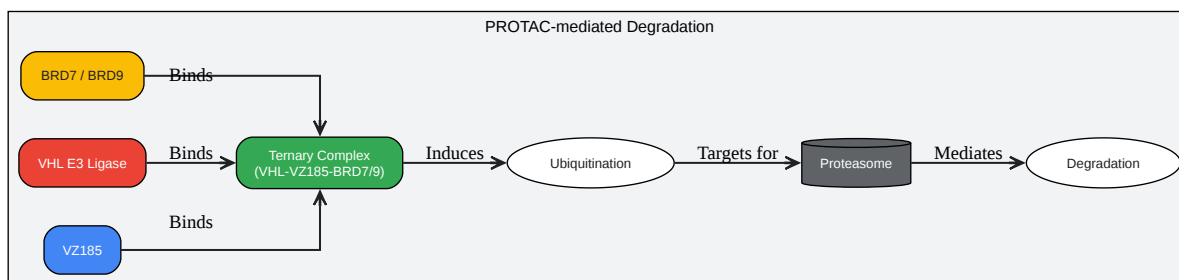 PROTAC-mediated Degradation
BRD7 / BRD9
Binds
VHL E3 Ligase
Binds
Ternary Complex
(VHL-VZ185-BRD7/9)
Induces
Ubiquitination
Targets for
Proteasome
Mediates
Degradation
Binds
VZ185